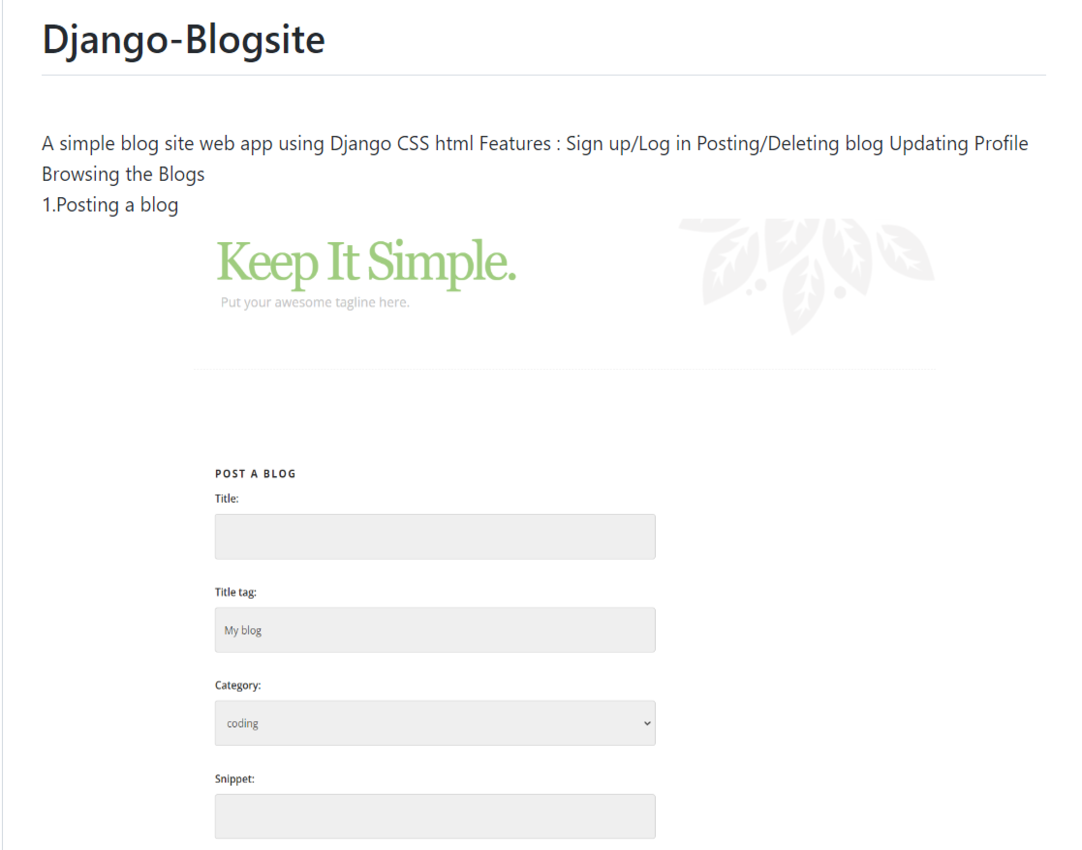 Django-Blogsite
A simple blog site web app using Django CSS html Features : Sign up/Log in Posting/Deleting blog Updating Profile
Browsing the Blogs
1.Posting a blog
Keep It Simple.
Put your awesome tagline here.
POST A BLOG
Title:
Title tag:
My blog
Category:
coding
Snippet: